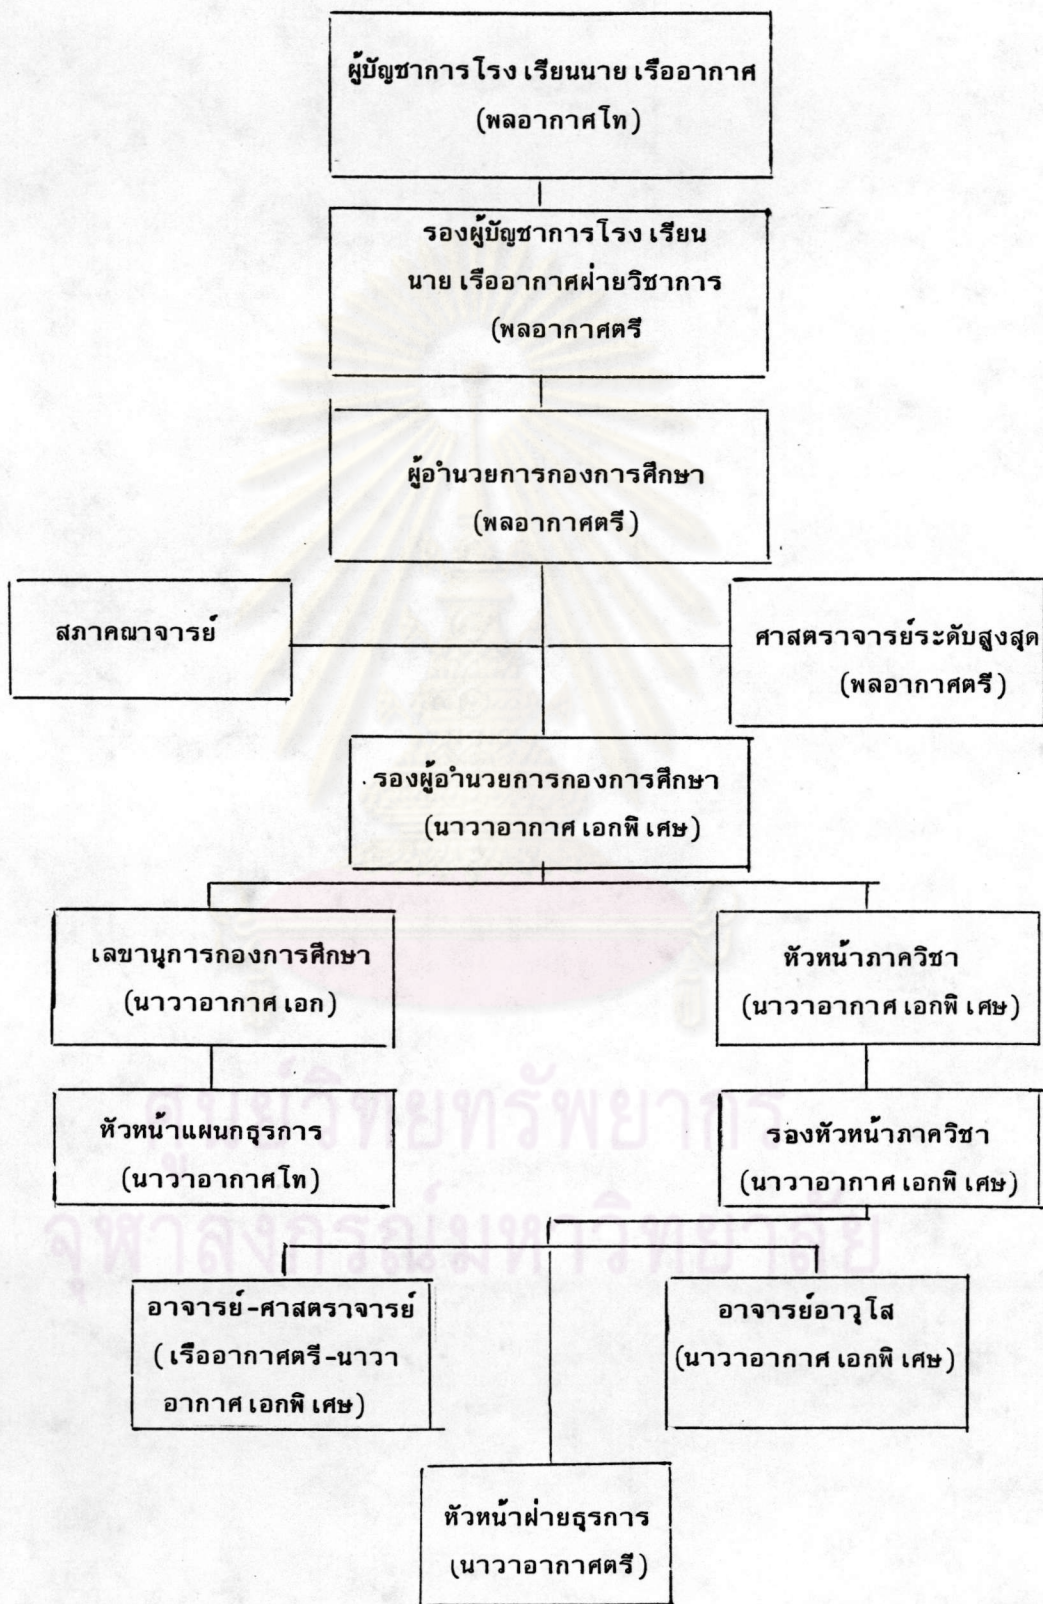 ผู้บัญชาการโรงเรียนนายเรืออากาศ
(พลอากาศโท)
รองผู้บัญชาการโรงเรียน
นายเรืออากาศฝ่ายวิชาการ
(พลอากาศตรี
ผู้อำนวยการกองการศึกษา
(พลอากาศตรี)
สภาคณาจารย์
ศาสตราจารย์ระดับสูงสุด
(พลอากาศตรี)
รองผู้อำนวยการกองการศึกษา
(นาวาอากาศเอกพิเศษ)
เลขานุการกองการศึกษา
(นาวาอากาศเอก)
หัวหน้าภาควิชา
(นาวาอากาศเอกพิเศษ)
หัวหน้าแผนกธุรการ
(นาวาอากาศโท)
รองหัวหน้าภาควิชา
(นาวาอากาศเอกพิเศษ)
ศูนย์วิทยทรัพยากร
จุฬาลงกรณ์มหาวิทยาลัย
อาจารย์-ศาสตราจารย์
(เรืออากาศตรี-นาวา
อากาศเอกพิเศษ)
อาจารย์อาวุโส
(นาวาอากาศเอกพิเศษ)
หัวหน้าฝ่ายธุรการ
(นาวาอากาศตรี)